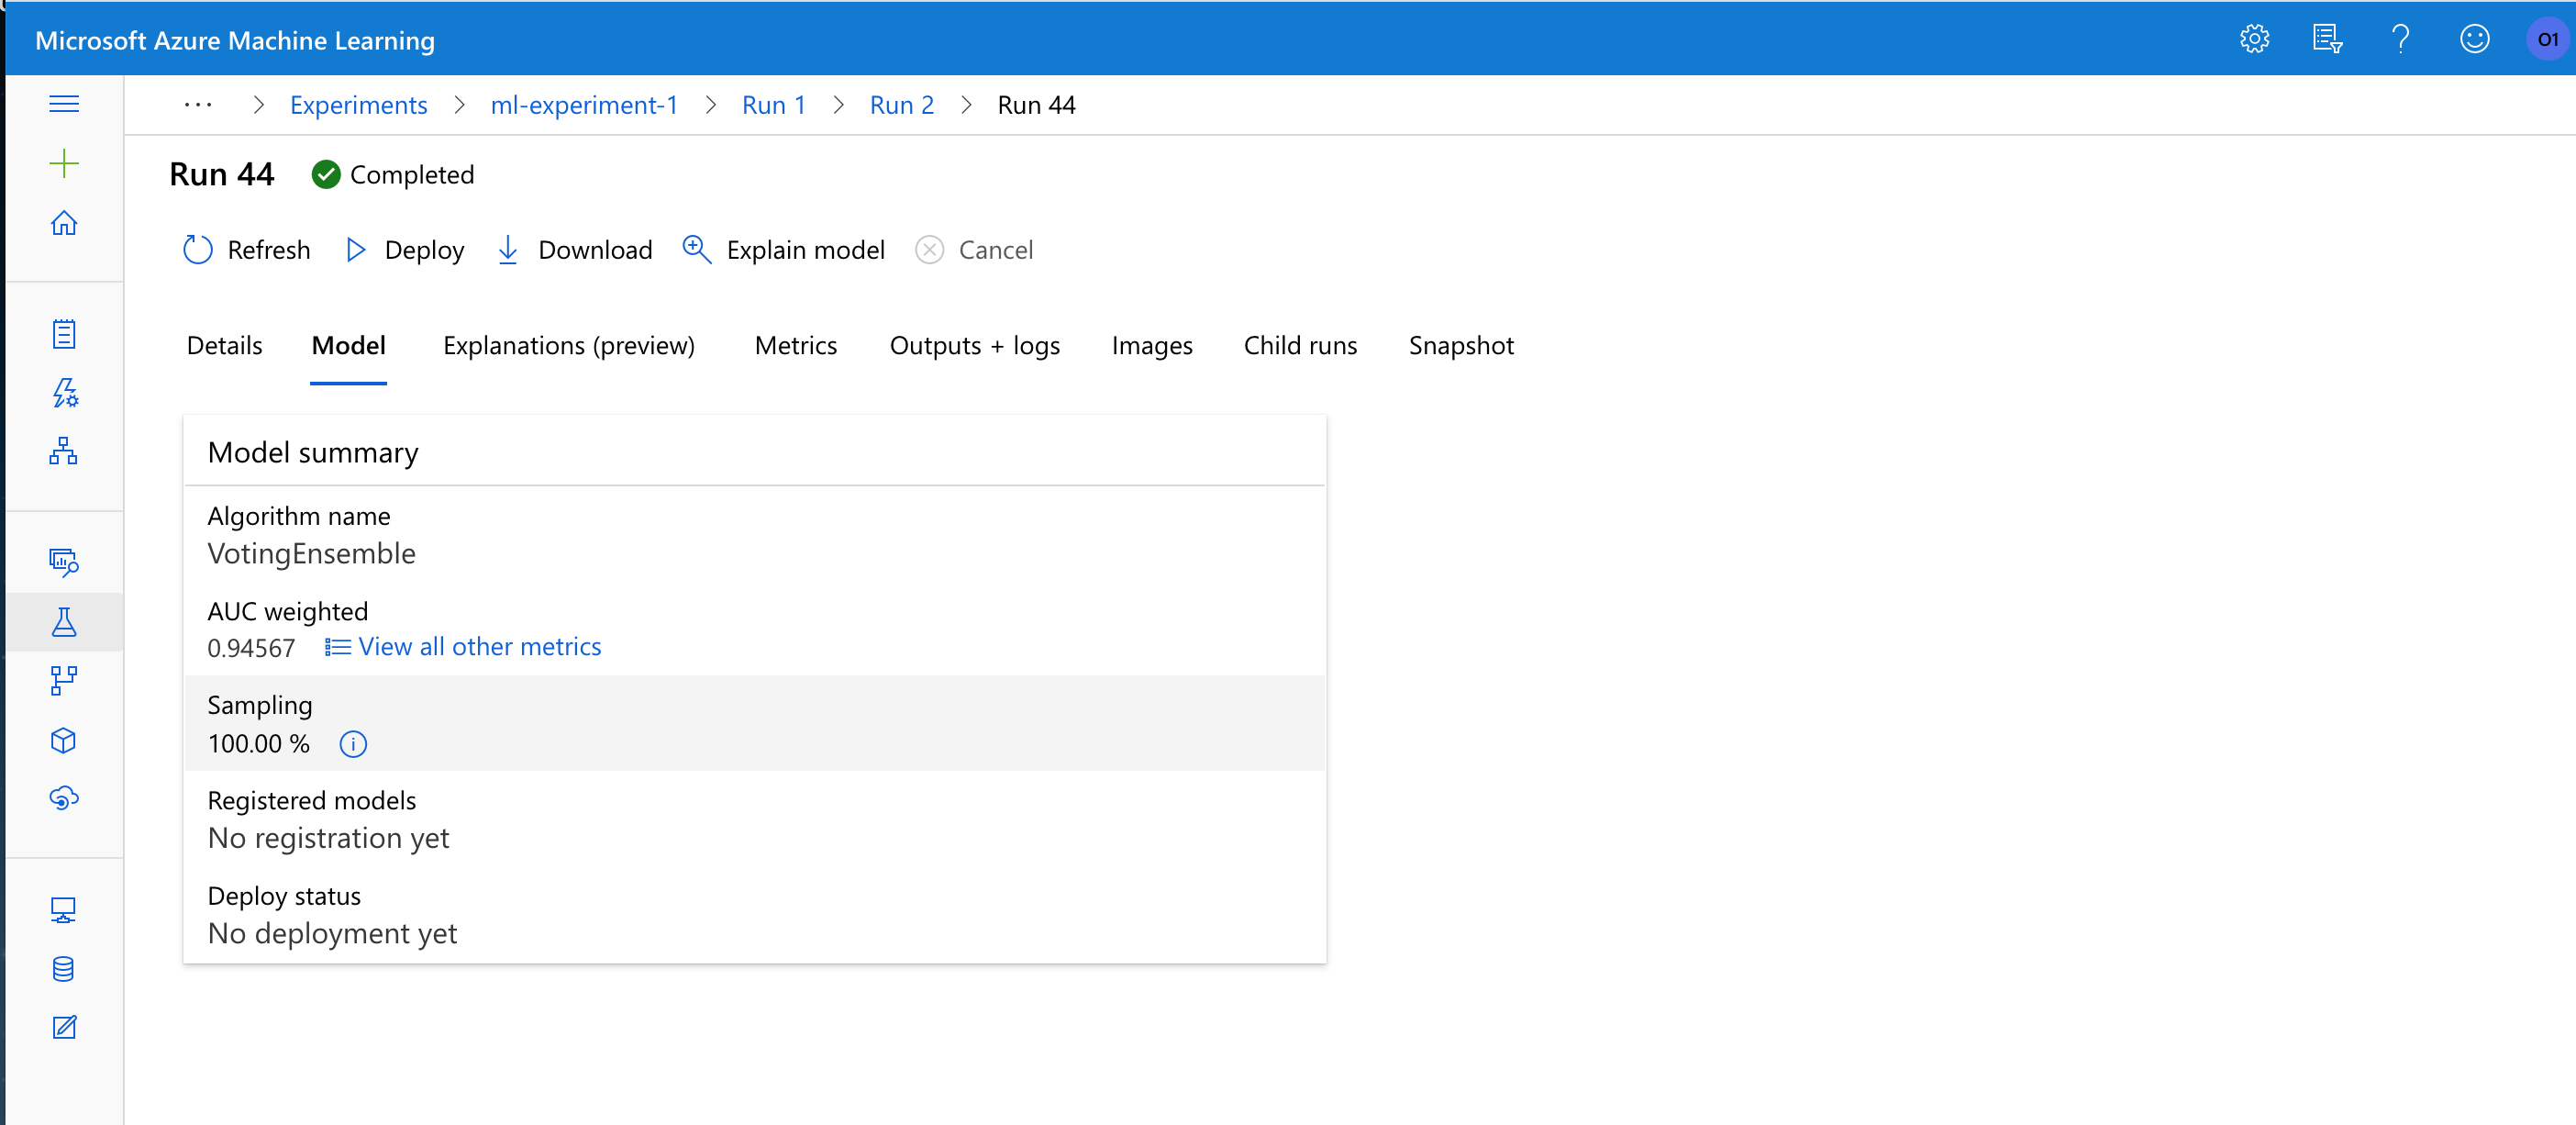 Microsoft Azure Machine Learning
O1
Experiments > ml-experiment-1 > Run 1 > Run 2 > Run 44
Run 44 Completed
Refresh Deploy Download Explain model Cancel
Details Model Explanations (preview) Metrics Outputs + logs Images Child runs Snapshot
Model summary
Algorithm name
VotingEnsemble
AUC weighted
0.94567 View all other metrics
Sampling
100.00 %
Registered models
No registration yet
Deploy status
No deployment yet